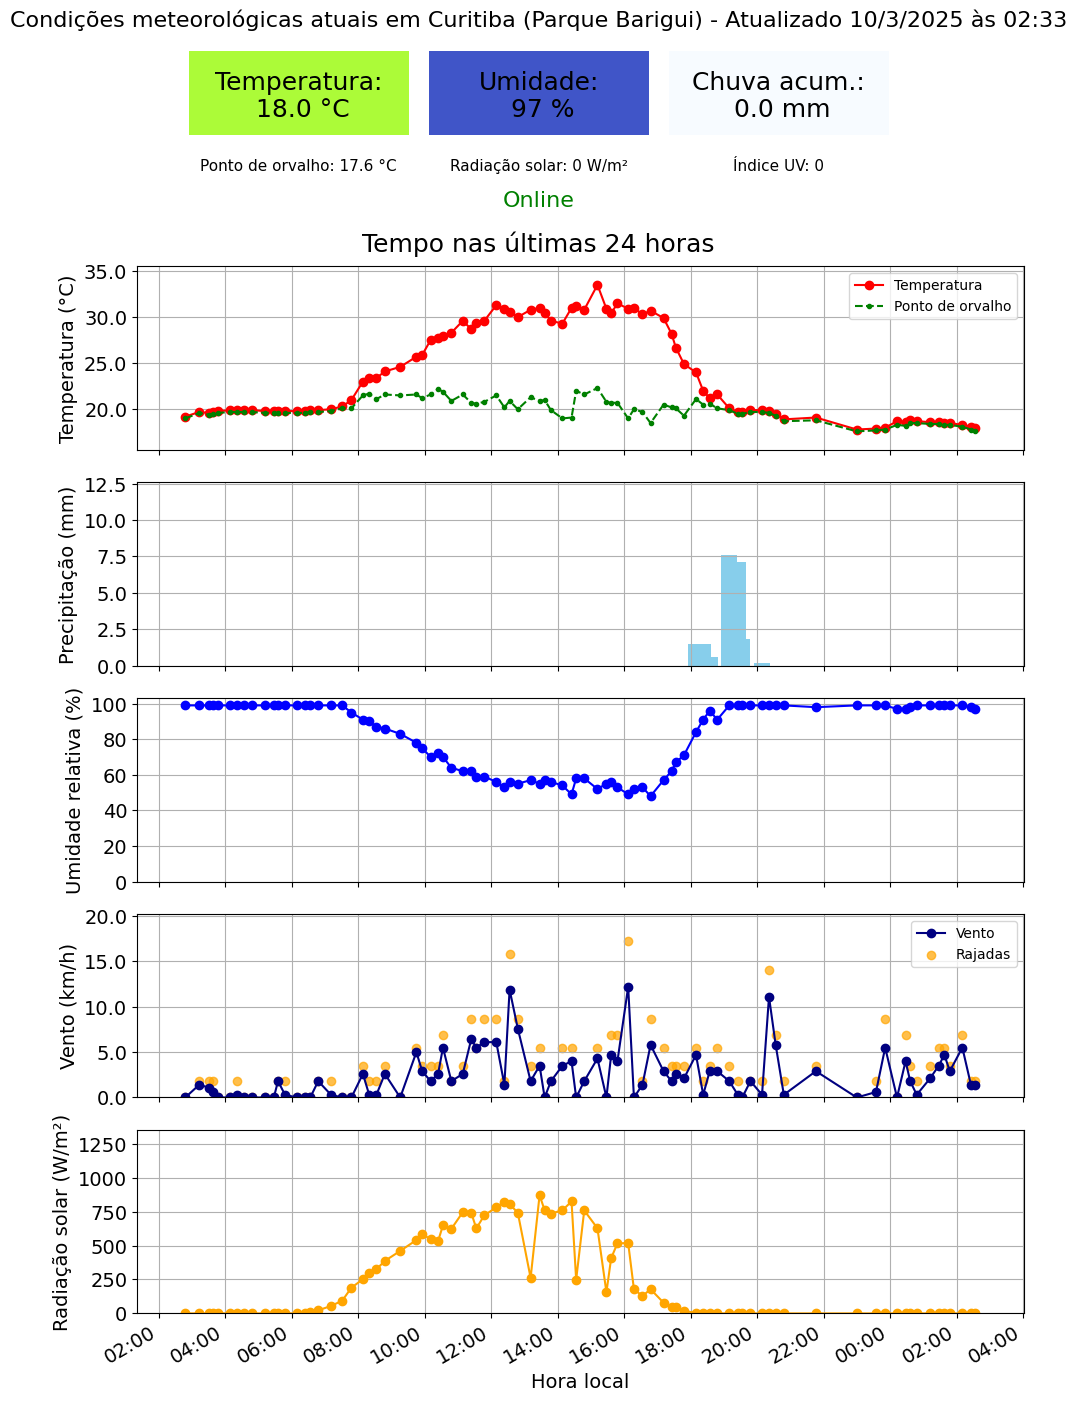 Condições meteorológicas atuais em Curitiba (Parque Barigui) - Atualizado 10/3/2025 às 02:33
Temperatura:
18.0 °C
Umidade:
97 %
Chuva acum.:
0.0 mm
Ponto de orvalho: 17.6 °C
Radiação solar: 0 W/m²
Índice UV: 0
Online
Tempo nas últimas 24 horas
Temperatura (°C)
35.0
30.0
25.0
20.0
Temperatura
Ponto de orvalho
Precipitação (mm)
12.5
10.0
7.5
5.0
2.5
0.0
Umidade relativa (%)
100
80
60
40
20
0
Vento (km/h)
20.0
15.0
10.0
5.0
0.0
Vento
Rajadas
Radiação solar (W/m²)
1250
1000
750
500
250
0
02:00
04:00
06:00
08:00
10:00
12:00
14:00
16:00
18:00
20:00
22:00
00:00
02:00
04:00
Hora local